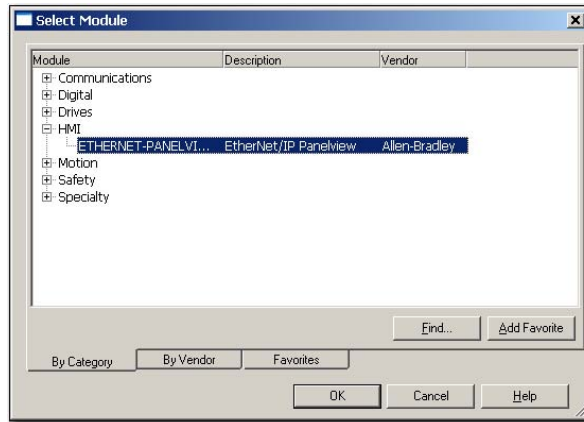 Select Module
Module Description Vendor
Communications
Digital
Drives
HMI
ETHERNET-PANELVI... EtherNet/IP Panelview Allen-Bradley
Motion
Safety
Specialty
Find... Add Favorite
By Category By Vendor Favorites
OK Cancel Help